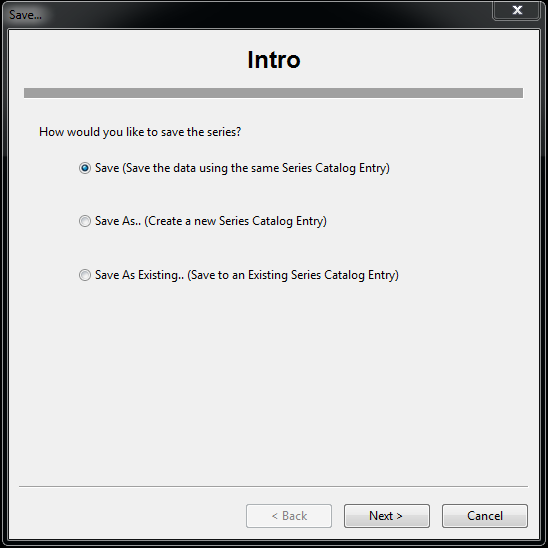 Save...
Intro
How would you like to save the series?
Save (Save the data using the same Series Catalog Entry)
Save As.. (Create a new Series Catalog Entry)
Save As Existing.. (Save to an Existing Series Catalog Entry)
< Back
Next >
Cancel